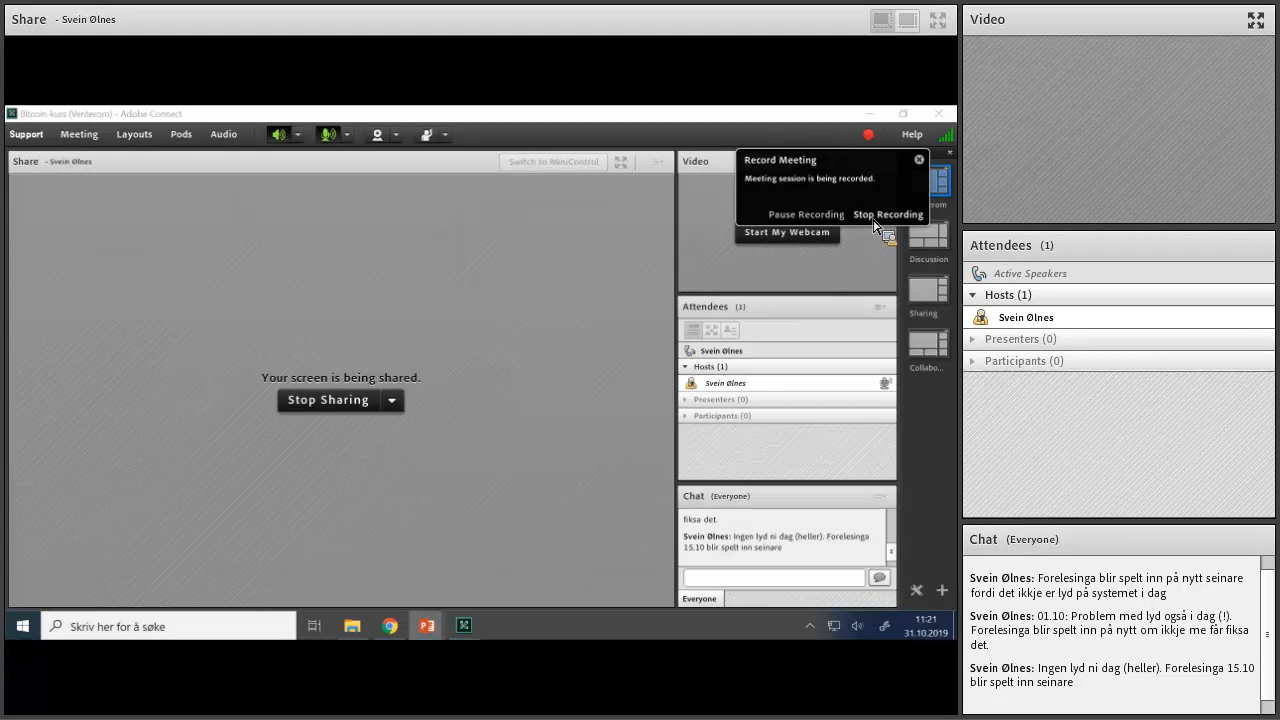 Share - Svein Ølnes
Bitcoin-kurs (Venterom) - Adobe Connect
Support Meeting Layouts Pods Audio Help
Share - Svein Ølnes
Switch to MiniControl
Your screen is being shared.
Stop Sharing
Video
Record Meeting
Meeting session is being recorded.
Pause Recording Stop Recording
Start My Webcam
Attendees (1)
Svein Ølnes
Hosts (1)
Svein Ølnes
Presenters (0)
Participants (0)
Chat (Everyone)
fiksa det.
Svein Ølnes: Ingen lyd ni dag (heller). Forelesinga
15.10 blir spelt inn seinare
Everyone
Discussion
Sharing
Collabo...
Skriv her for å søke
11:21
31.10.2019
Video
Attendees (1)
Active Speakers
Hosts (1)
Svein Ølnes
Presenters (0)
Participants (0)
Chat (Everyone)
Svein Ølnes: Forelesinga blir spelt inn på nytt seinare
fordi det ikkje er lyd på systemet i dag
Svein Ølnes: 01.10: Problem med lyd også i dag (!).
Forelesinga blir spelt inn på nytt om ikkje me får fiksa
det.
Svein Ølnes: Ingen lyd ni dag (heller). Forelesinga 15.10
blir spelt inn seinare